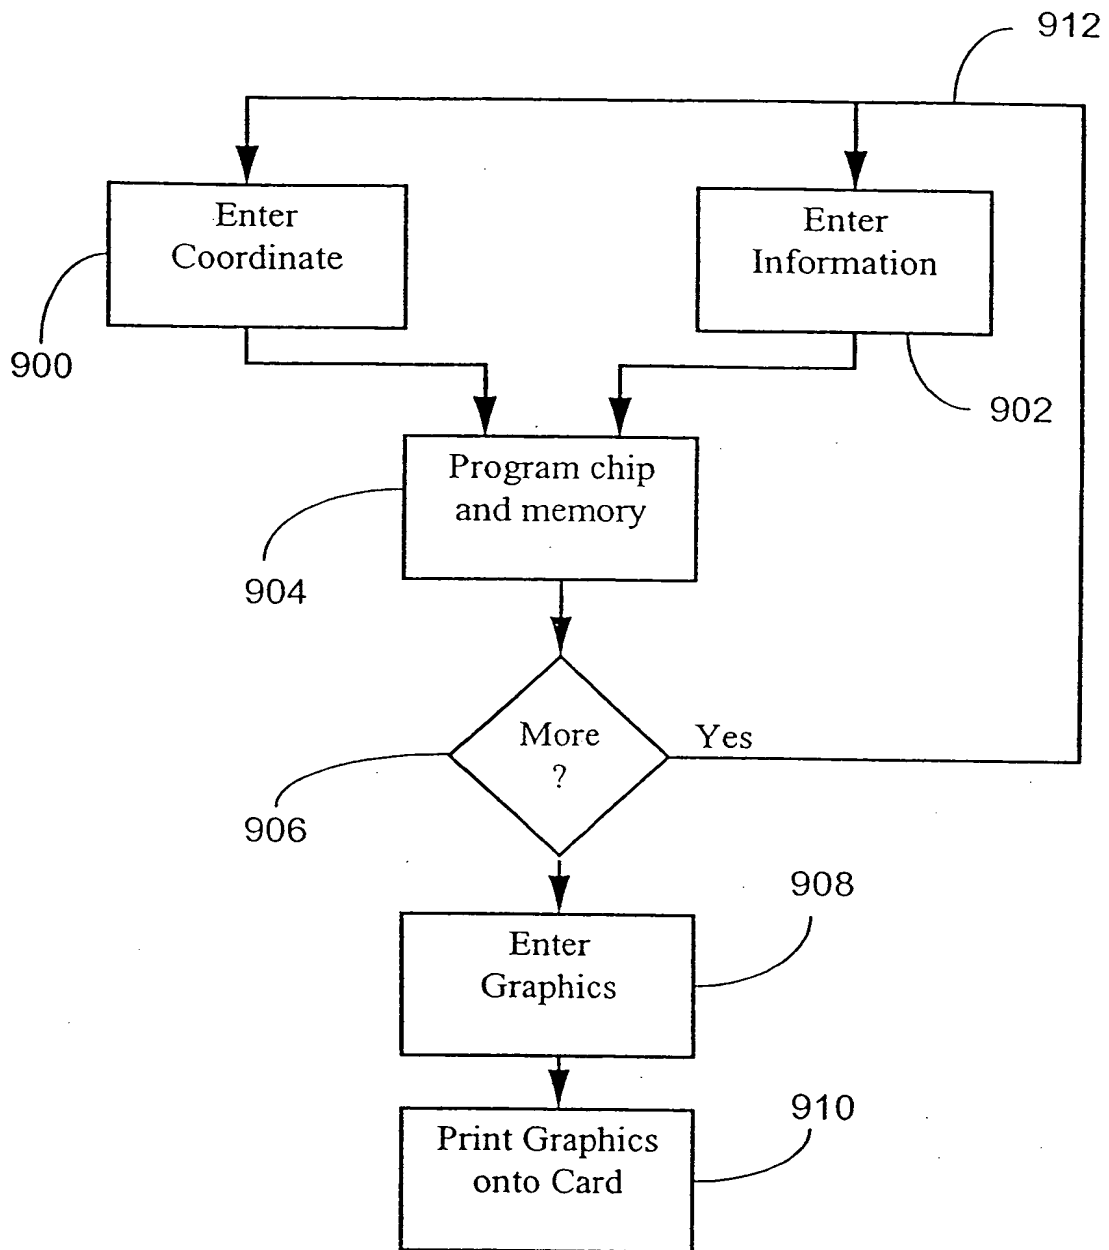 912
Enter
Coordinate
Enter
Information
900
902
Program chip
and memory
904
More
?
Yes
906
908
Enter
Graphics
910
Print Graphics
onto Card